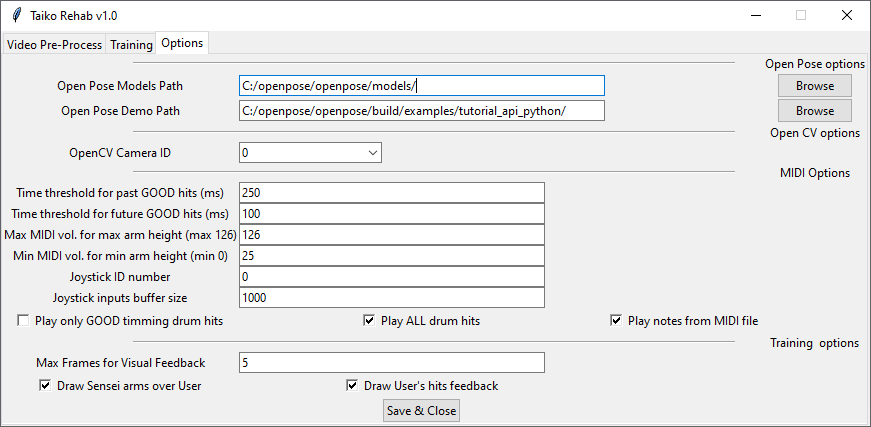 Taiko Rehab v1.0
Video Pre-Process Training Options
Open Pose options
Open Pose Models Path C:/openpose/openpose/models/ Browse
Open Pose Demo Path C:/openpose/openpose/build/examples/tutorial_api_python/ Browse
Open CV options
OpenCV Camera ID 0
MIDI Options
Time threshold for past GOOD hits (ms) 250
Time threshold for future GOOD hits (ms) 100
Max MIDI vol. for max arm height (max 126) 126
Min MIDI vol. for min arm height (min 0) 25
Joystick ID number 0
Joystick inputs buffer size 1000
Play only GOOD timming drum hits Play ALL drum hits Play notes from MIDI file
Training  options
Max Frames for Visual Feedback 5
Draw Sensei arms over User Draw User's hits feedback
Save & Close